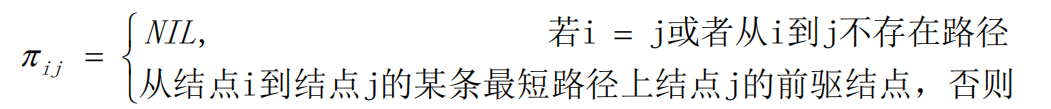 π_{ij} = { NIL, 若i = j或者从i到j不存在路径
从结点i到结点j的某条最短路径上结点j的前驱结点，否则